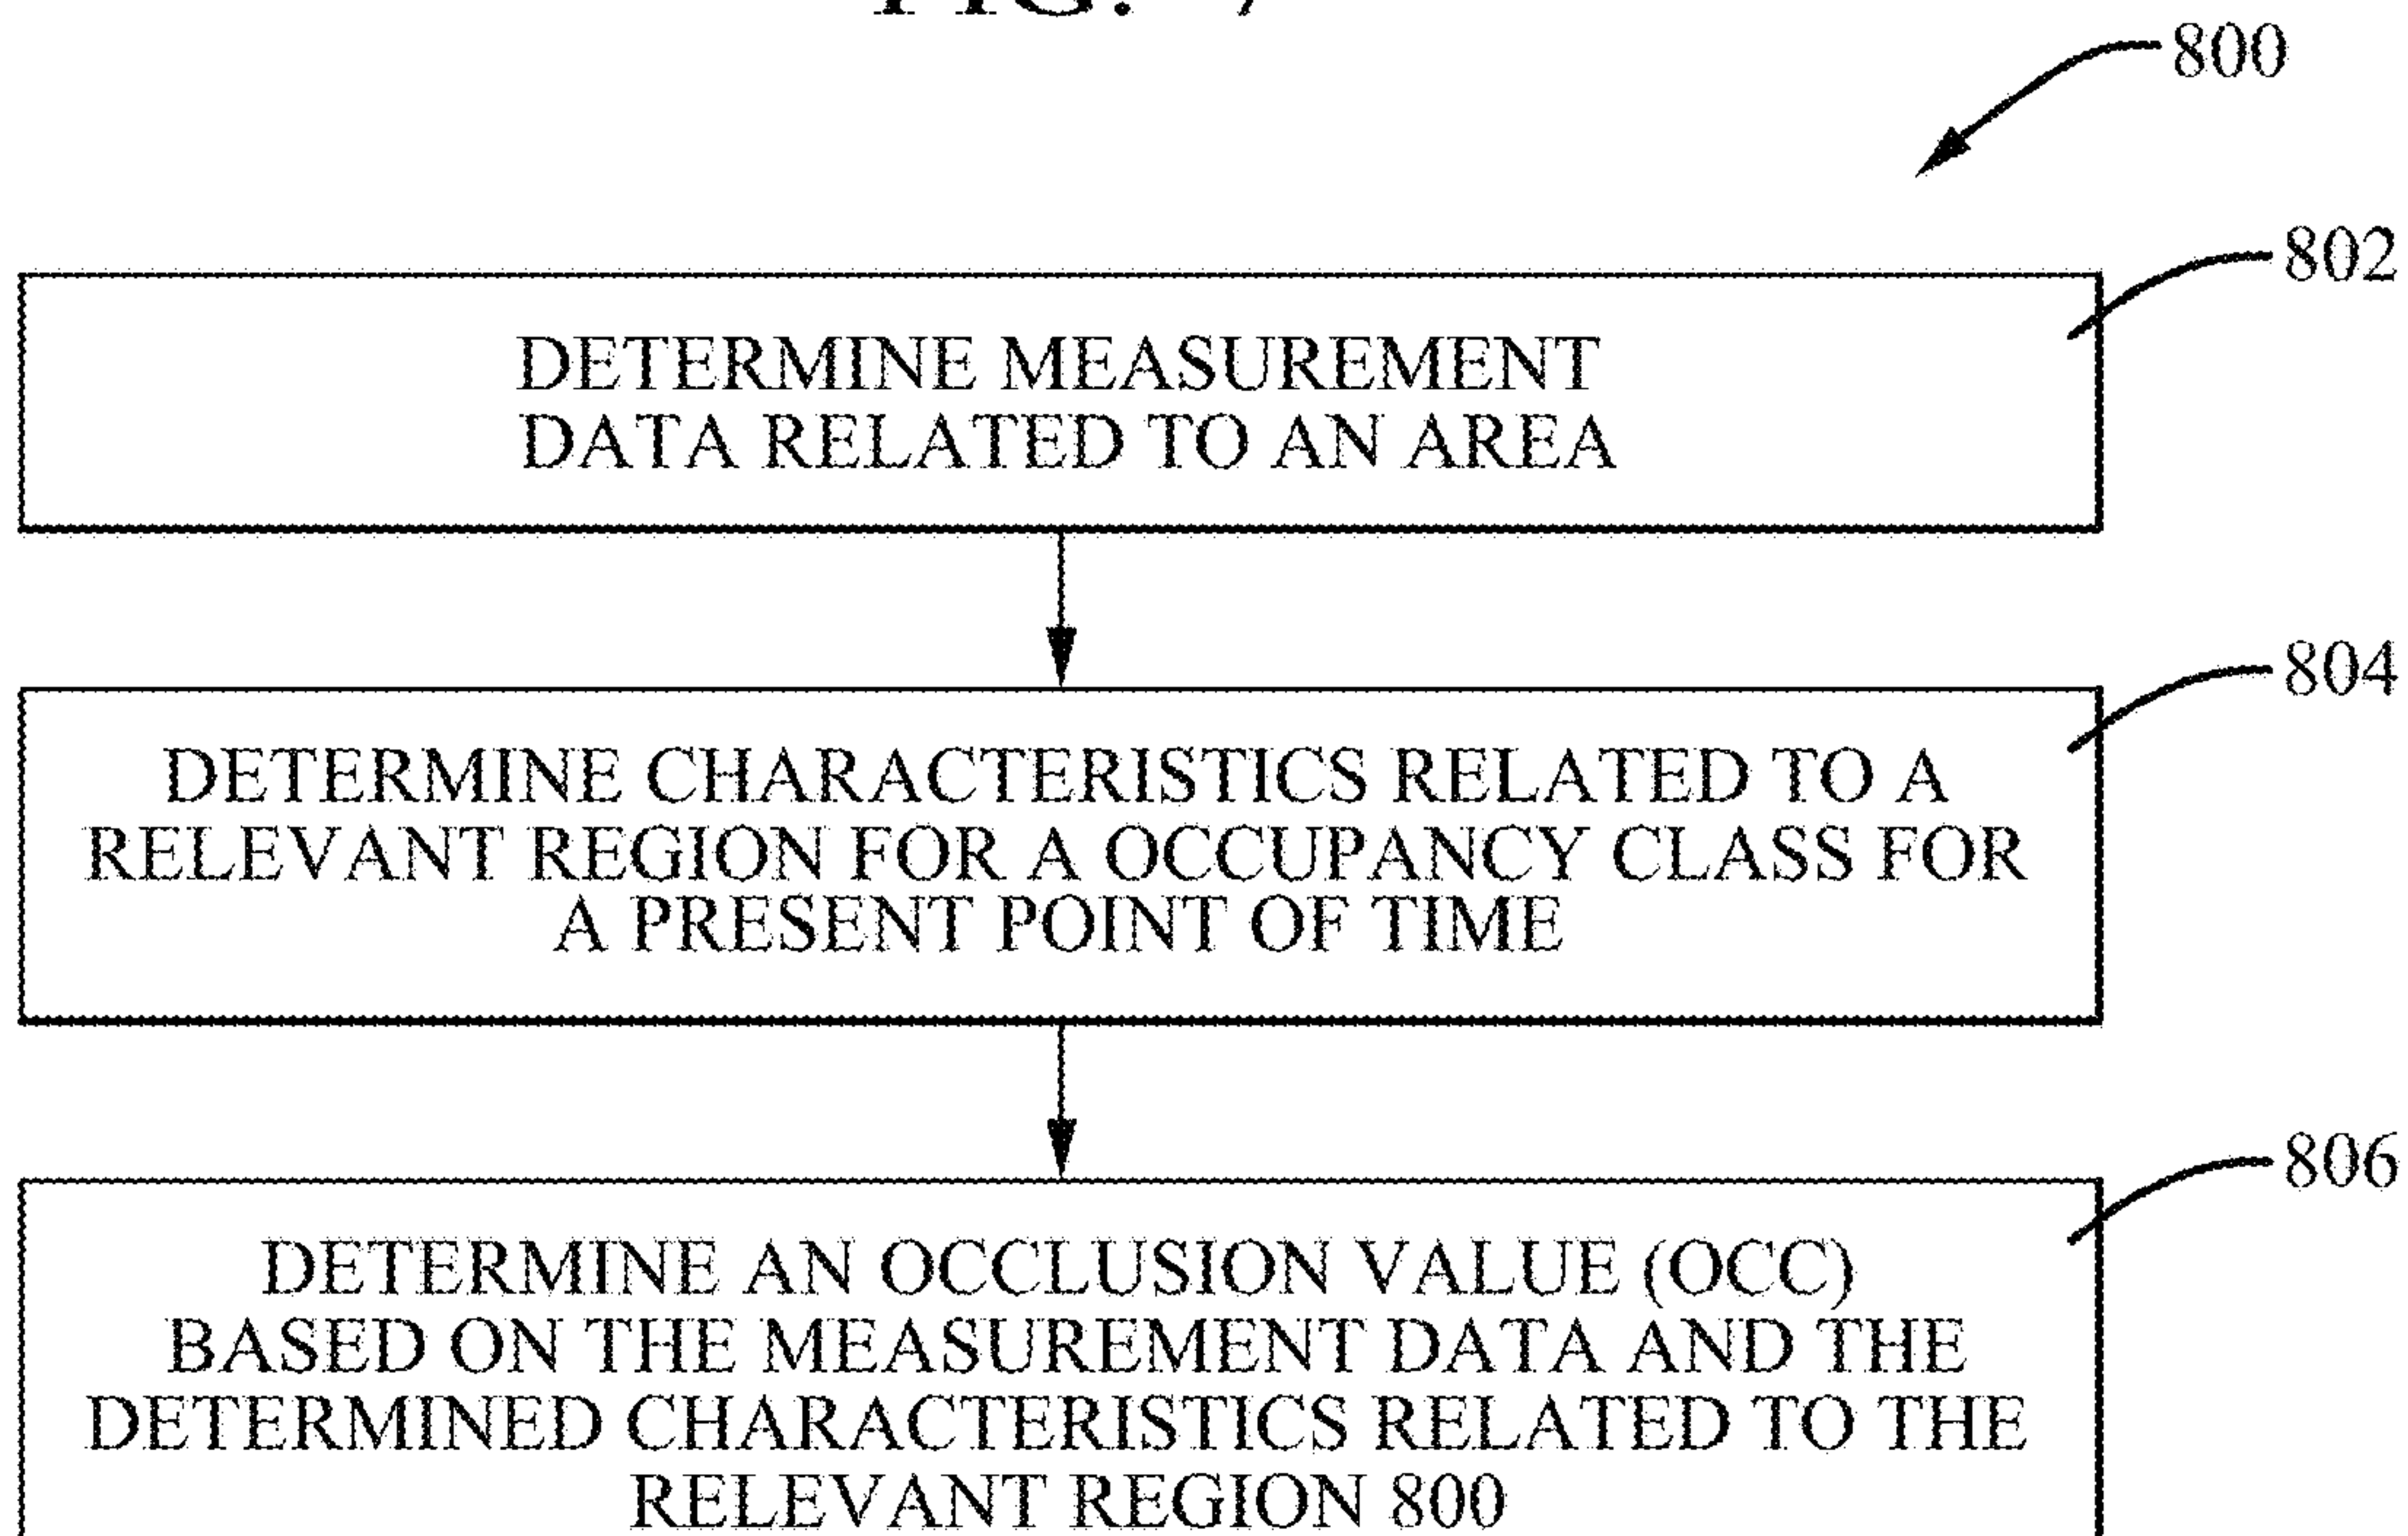 FIG. 7
800
802
DETERMINE MEASUREMENT
DATA RELATED TO AN AREA
804
DETERMINE CHARACTERISTICS RELATED TO A
RELEVANT REGION FOR A OCCUPANCY CLASS FOR
A PRESENT POINT OF TIME
806
DETERMINE AN OCCLUSION VALUE (OCC)
BASED ON THE MEASUREMENT DATA AND THE
DETERMINED CHARACTERISTICS RELATED TO THE
RELEVANT REGION 800